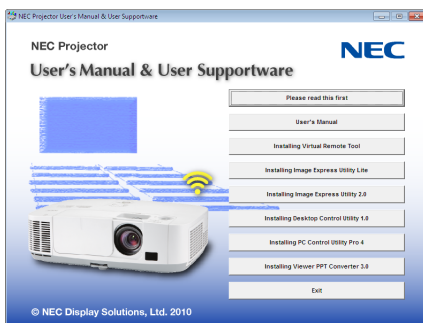 NEC Projector User's Manual & User Supportware
NEC Projector
NEC
User's Manual & User Supportware
Please read this first
User's Manual
Installing Virtual Remote Tool
Installing Image Express Utility Lite
Installing Image Express Utility 2.0
Installing Desktop Control Utility 1.0
Installing PC Control Utility Pro 4
Installing Viewer PPT Converter 3.0
Exit
© NEC Display Solutions, Ltd. 2010